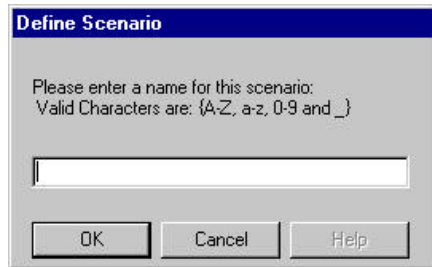 Define Scenario
Please enter a name for this scenario:
Valid Characters are: {A-Z, a-z, 0-9 and _}
OK Cancel Help